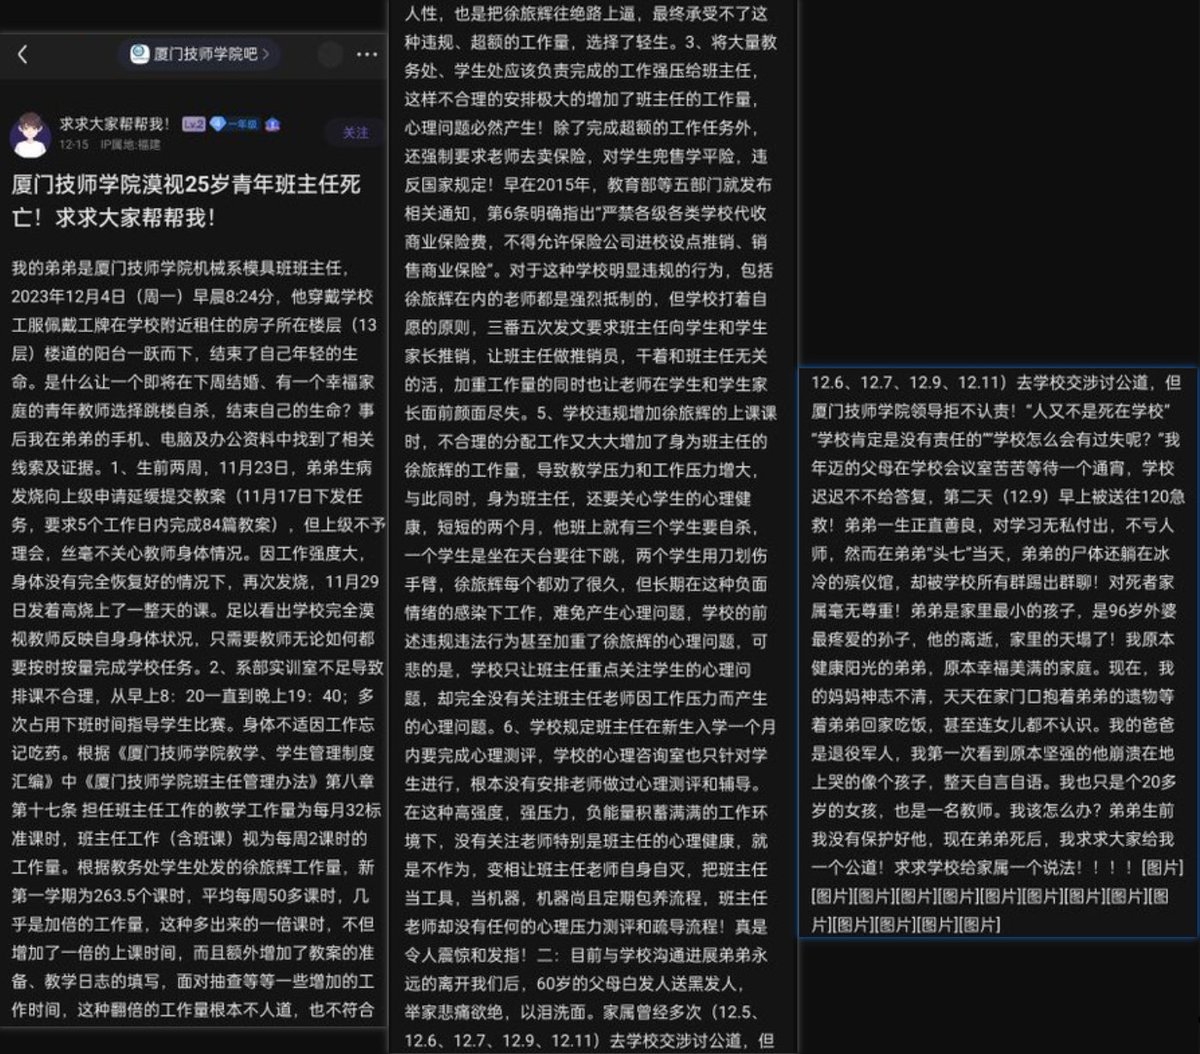 厦门技师学院吧
求求大家帮帮我! Lv.2 4 一年级
12-15 IP属地:福建
关注
厦门技师学院漠视25岁青年班主任死
亡！求求大家帮帮我！
我的弟弟是厦门技师学院机械系模具班班主任，
2023年12月4日（周一）早晨8:24分，他穿戴学校
工服佩戴工牌在学校附近租住的房子所在楼层（13
层）楼道的阳台一跃而下，结束了自己年轻的生
命。是什么让一个即将在下周结婚、有一个幸福家
庭的青年教师选择跳楼自杀，结束自己的生命？事
后我在弟弟的手机、电脑及办公资料中找到了相关
线索及证据。1、生前两周，11月23日，弟弟生病
发烧向上级申请延缓提交教案（11月17日下发任
务，要求5个工作日内完成84篇教案），但上级不予
理会，丝毫不关心教师身体情况。因工作强度大，
身体没有完全恢复好的情况下，再次发烧，11月29
日发着高烧上了一整天的课。足以看出学校完全漠
视教师反映自身身体状况，只需要教师无论如何都
要按时按量完成学校任务。2、系部实训室不足导致
排课不合理，从早上8：20一直到晚上19：40；多
次占用下班时间指导学生比赛。身体不适因工作忘
记吃药。根据《厦门技师学院教学、学生管理制度
汇编》中《厦门技师学院班主任管理办法》第八章
第十七条 担任班主任工作的教学工作量为每月32标
准课时，班主任工作（含班课）视为每周2课时的
工作量。根据教务处学生处发的徐旅辉工作量，新
第一学期为263.5个课时，平均每周50多课时，几
乎是加倍的工作量，这种多出来的一倍课时，不但
增加了一倍的上课时间，而且额外增加了教案的准
备、教学日志的填写，面对抽查等等一些增加的工
作时间，这种翻倍的工作量根本不人道，也不符合
人性，也是把徐旅辉往绝路上逼，最终承受不了这
种违规、超额的工作量，选择了轻生。3、将大量教
务处、学生处应该负责完成的工作强压给班主任，
这样不合理的安排极大的增加了班主任的工作量，
心理问题必然产生！除了完成超额的工作任务外，
还强制要求老师去卖保险，对学生兜售学平险，违
反国家规定！早在2015年，教育部等五部门就发布
相关通知，第6条明确指出“严禁各级各类学校代收
商业保险费，不得允许保险公司进校设点推销、销
售商业保险”。对于这种学校明显违规的行为，包括
徐旅辉在内的老师都是强烈抵制的，但学校打着自
愿的原则，三番五次发文要求班主任向学生和学生
家长推销，让班主任做推销员，干着和班主任无关
的活，加重工作量的同时也让老师在学生和学生家
长面前颜面尽失。5、学校违规增加徐旅辉的上课课
时，不合理的分配工作又大大增加了身为班主任的
徐旅辉的工作量，导致教学压力和工作压力增大，
与此同时，身为班主任，还要关心学生的心理健
康，短短的两个月，他班上就有三个学生要自杀，
一个学生是坐在天台要往下跳，两个学生用刀划伤
手臂，徐旅辉每个都劝了很久，但长期在这种负面
情绪的感染下工作，难免产生心理问题，学校的前
述违规违法行为甚至加重了徐旅辉的心理问题，可
悲的是，学校只让班主任重点关注学生的心理问
题，却完全没有关注班主任老师因工作压力而产生
的心理问题。6、学校规定班主任在新生入学一个月
内要完成心理测评，学校的心理咨询室也只针对学
生进行，根本没有安排老师做过心理测评和辅导。
在这种高强度，强压力，负能量积蓄满满的工作环
境下，没有关注老师特别是班主任的心理健康，就
是不作为，变相让班主任老师自身自灭，把班主任
当工具，当机器，机器尚且定期包养流程，班主任
老师却没有任何的心理压力测评和疏导流程！真是
令人震惊和发指！二：目前与学校沟通进展弟弟永
远的离开我们后，60岁的父母白发人送黑发人，
举家悲痛欲绝，以泪洗面。家属曾经多次（12.5、
12.6、12.7、12.9、12.11）去学校交涉讨公道，但
12.6、12.7、12.9、12.11）去学校交涉讨公道，但
厦门技师学院领导拒不认责！“人又不是死在学校”
“学校肯定是没有责任的”“学校怎么会有过失呢？”我
年迈的父母在学校会议室苦苦等待一个通宵，学校
迟迟不不给答复，第二天（12.9）早上被送往120急
救！弟弟一生正直善良，对学习无私付出，不亏人
师，然而在弟弟“头七”当天，弟弟的尸体还躺在冰
冷的殡仪馆，却被学校所有群踢出群聊！对死者家
属毫无尊重！弟弟是家里最小的孩子，是96岁外婆
最疼爱的孙子，他的离逝，家里的天塌了！我原本
健康阳光的弟弟，原本幸福美满的家庭。现在，我
的妈妈神志不清，天天在家门口抱着弟弟的遗物等
着弟弟回家吃饭，甚至连女儿都不认识。我的爸爸
是退役军人，我第一次看到原本坚强的他崩溃在地
上哭的像个孩子，整天自言自语。我也只是个20多
岁的女孩，也是一名教师。我该怎么办？弟弟生前
我没有保护好他，现在弟弟死后，我求求大家给我
一个公道！求求学校给家属一个说法！！！！[图片]
[图片][图片][图片][图片][图片][图片][图片][图片][图
片][图片][图片][图片][图片]